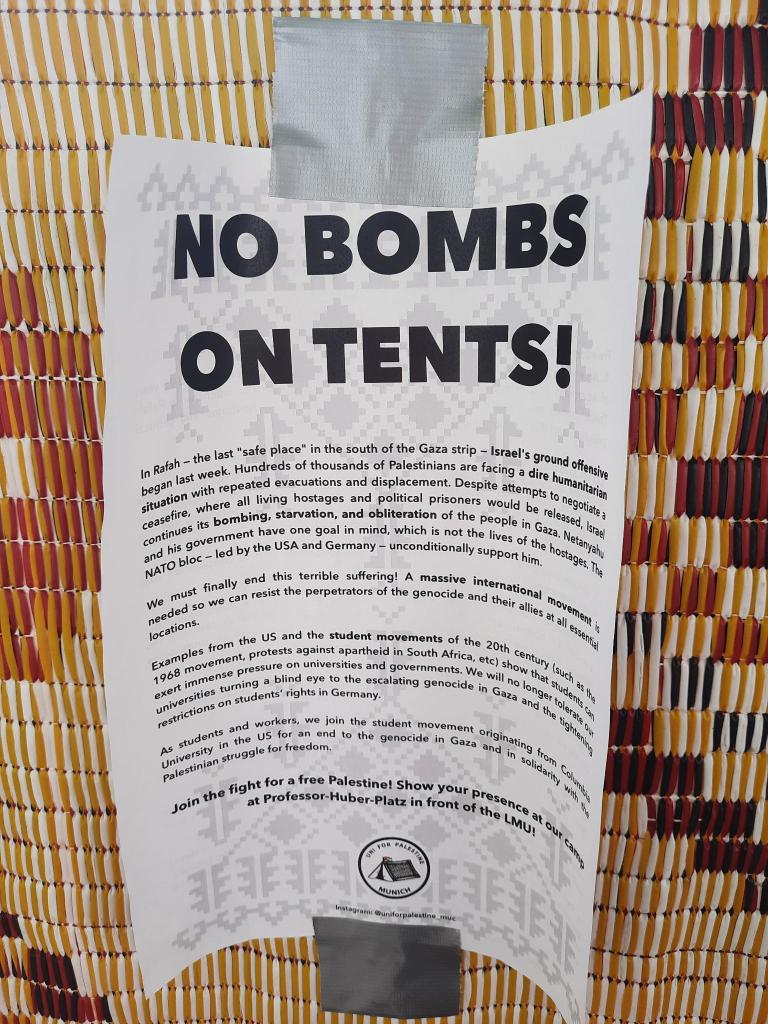 NO BOMBS
ON TENTS!
In Rafah – the last "safe place" in the south of the Gaza strip – Israel's ground offensive
began last week. Hundreds of thousands of Palestinians are facing a dire humanitarian
situation with repeated evacuations and displacement. Despite attempts to negotiate a
ceasefire, where all living hostages and political prisoners would be released, Israel
continues its bombing, starvation, and obliteration of the people in Gaza. Netanyahu
and his government have one goal in mind, which is not the lives of the hostages. The
NATO bloc – led by the USA and Germany – unconditionally support him.
We must finally end this terrible suffering! A massive international movement is
needed so we can resist the perpetrators of the genocide and their allies at all essential
locations.
Examples from the US and the student movements of the 20th century (such as the
1968 movement, protests against apartheid in South Africa, etc) show that students can
exert immense pressure on universities and governments. We will no longer tolerate our
universities turning a blind eye to the escalating genocide in Gaza and the tightening
restrictions on students' rights in Germany.
As students and workers, we join the student movement originating from Columbia
University in the US for an end to the genocide in Gaza and in solidarity with the
Palestinian struggle for freedom.
Join the fight for a free Palestine! Show your presence at our camp
at Professor-Huber-Platz in front of the LMU!
UNI FOR PALESTINE
MUNICH
Instagram: @uniforpalestine_muc